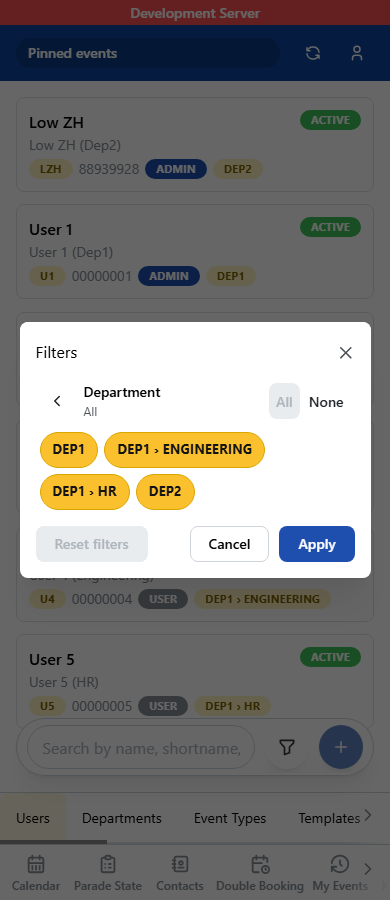 Development Server
Pinned events
Low ZH
ACTIVE
Low ZH (Dep2)
LZH 88939928 ADMIN DEP2
User 1
ACTIVE
User 1 (Dep1)
U1 00000001 ADMIN DEP1
Filters
Department
All
All None
DEP1 DEP1 › ENGINEERING
DEP1 › HR DEP2
Reset filters Cancel Apply
User 4 (Engineering)
U4 00000004 USER DEP1 › ENGINEERING
User 5
ACTIVE
User 5 (HR)
U5 00000005 USER DEP1 › HR
Search by name, shortname,
Users Departments Event Types Templates
Calendar Parade State Contacts Double Booking My Events